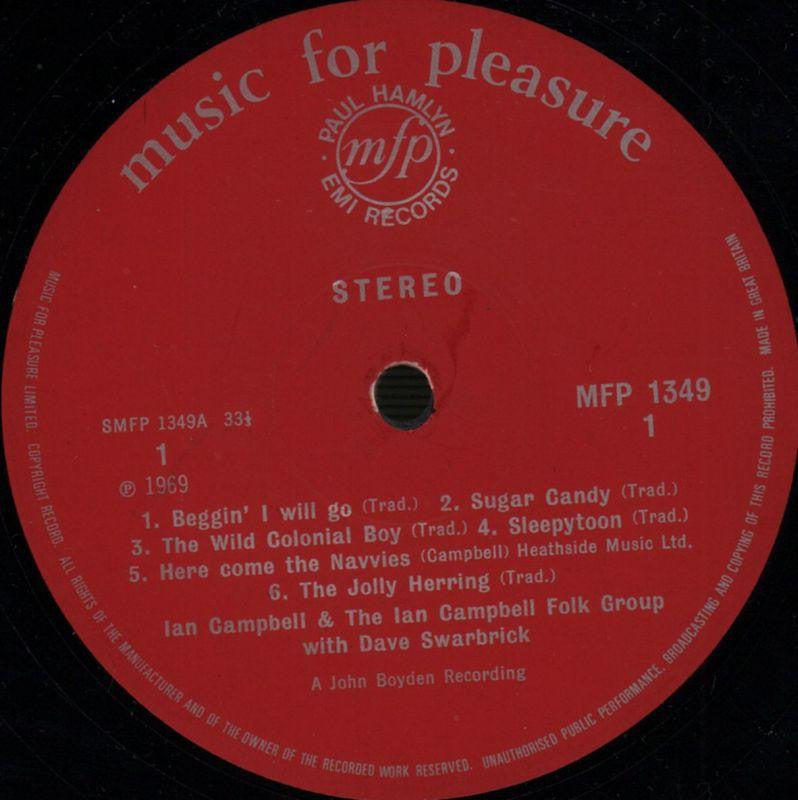 music for pleasure
PAUL HAMLYN
mfp
EMI RECORDS
STEREO
SMFP 1349A 33⅓
1
℗ 1969
MFP 1349
1
1. Beggin' I will go (Trad.) 2. Sugar Candy (Trad.)
3. The Wild Colonial Boy (Trad.) 4. Sleepytoon (Trad.)
5. Here come the Navvies (Campbell) Heathside Music Ltd.
6. The Jolly Herring (Trad.)
Ian Campbell & The Ian Campbell Folk Group
with Dave Swarbrick
A John Boyden Recording
MUSIC FOR PLEASURE LIMITED. COPYRIGHT RECORD. ALL RIGHTS OF THE MANUFACTURER AND OF THE OWNER OF THE RECORDED WORK RESERVED. UNAUTHORISED PUBLIC PERFORMANCE, BROADCASTING AND COPYING OF THIS RECORD PROHIBITED. MADE IN GREAT BRITAIN